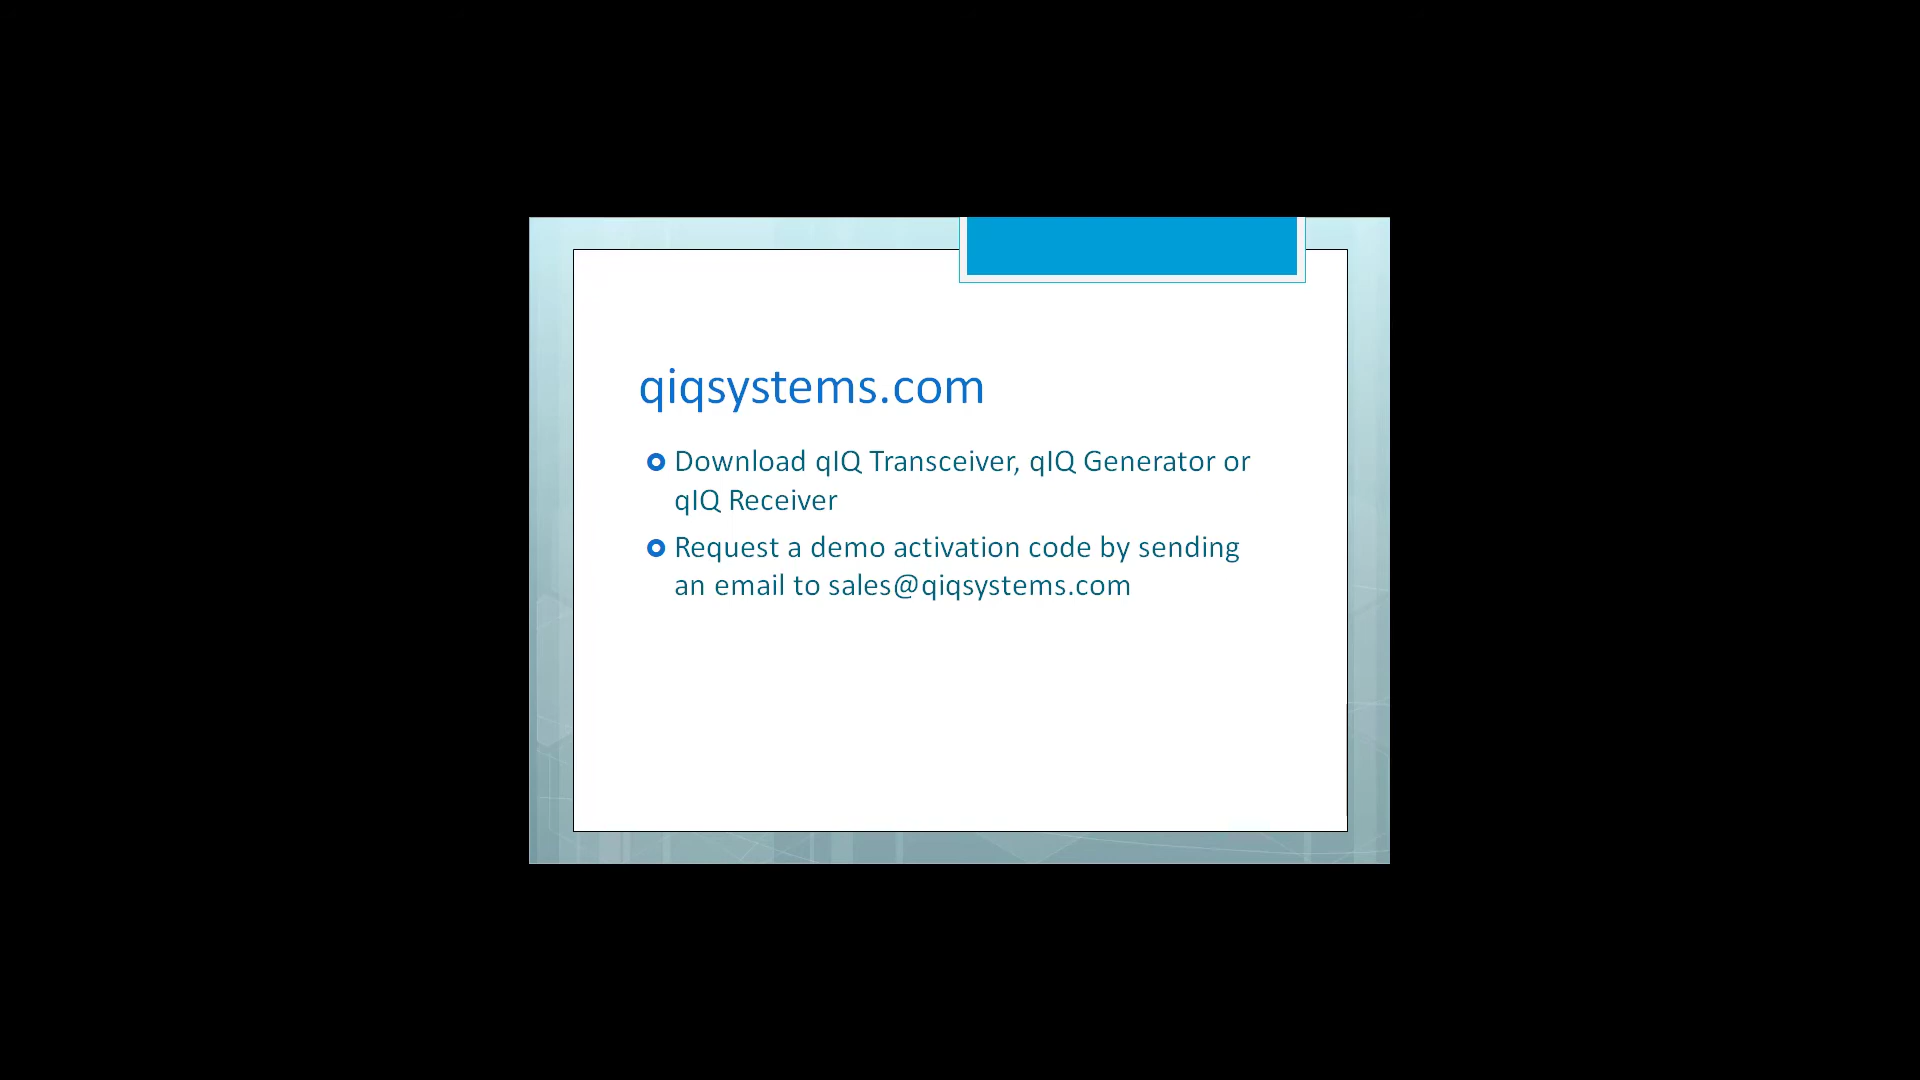 qiqsystems.com
Download qIQ Transceiver, qIQ Generator or
qIQ Receiver
Request a demo activation code by sending
an email to sales@qiqsystems.com